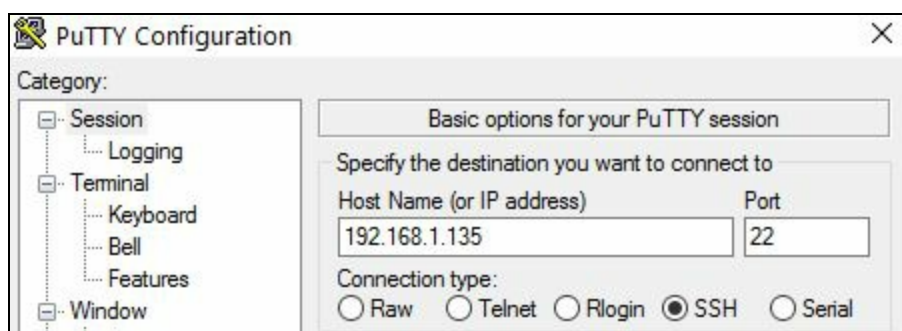 PuTTY Configuration
Category:
Session
Logging
Terminal
Keyboard
Bell
Features
Window
Basic options for your PuTTY session
Specify the destination you want to connect to
Host Name (or IP address) Port
192.168.1.135 22
Connection type:
Raw Telnet Rlogin SSH Serial